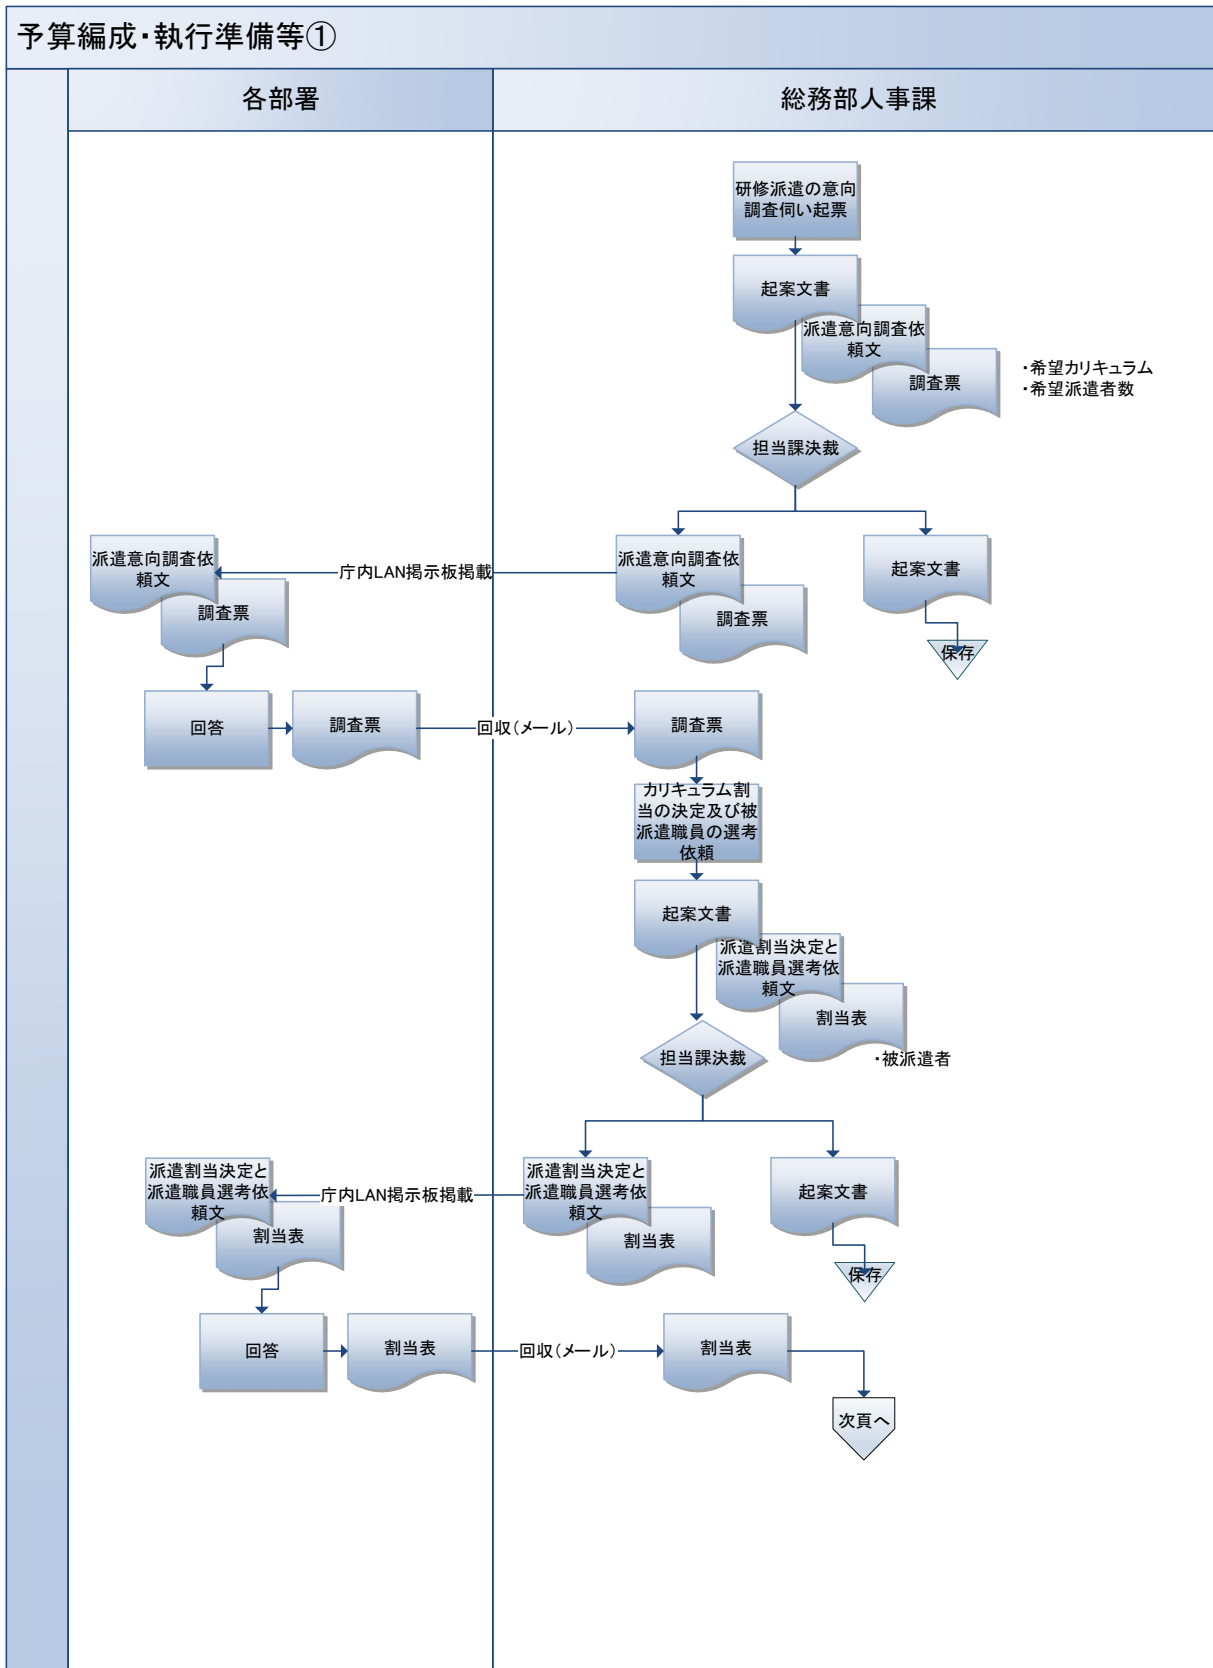 予算編成・執行準備等①
各部署
総務部人事課
研修派遣の意向
調査伺い起票
起案文書
派遣意向調査依
頼文
調査票
・希望カリキュラム
・希望派遣者数
担当課決裁
派遣意向調査依
頼文
調査票
庁内LAN掲示板掲載
派遣意向調査依
頼文
調査票
起案文書
保存
回答
調査票
回収(メール)
調査票
カリキュラム割
当の決定及び被
派遣職員の選考
依頼
起案文書
派遣割当決定と
派遣職員選考依
頼文
割当表
・被派遣者
担当課決裁
派遣割当決定と
派遣職員選考依
頼文
割当表
庁内LAN掲示板掲載
派遣割当決定と
派遣職員選考依
頼文
割当表
起案文書
保存
回答
割当表
回収(メール)
割当表
次頁へ